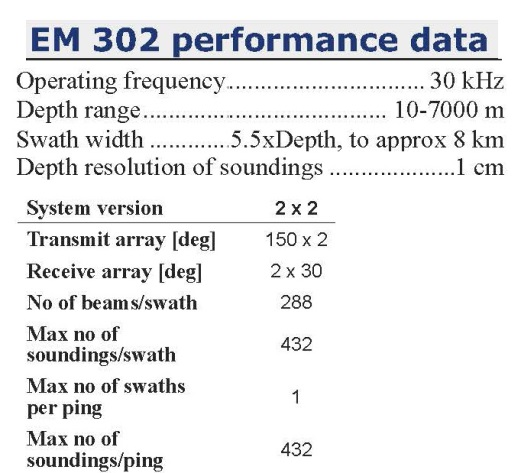 EM 302 performance data
Operating frequency.............................. 30 kHz
Depth range..................................... 10-7000 m
Swath width ............5.5xDepth, to approx 8 km
Depth resolution of soundings ...................1 cm
System version 2 x 2
Transmit array [deg] 150 x 2
Receive array [deg] 2 x 30
No of beams/swath 288
Max no of
soundings/swath 432
Max no of swaths
per ping 1
Max no of
soundings/ping 432